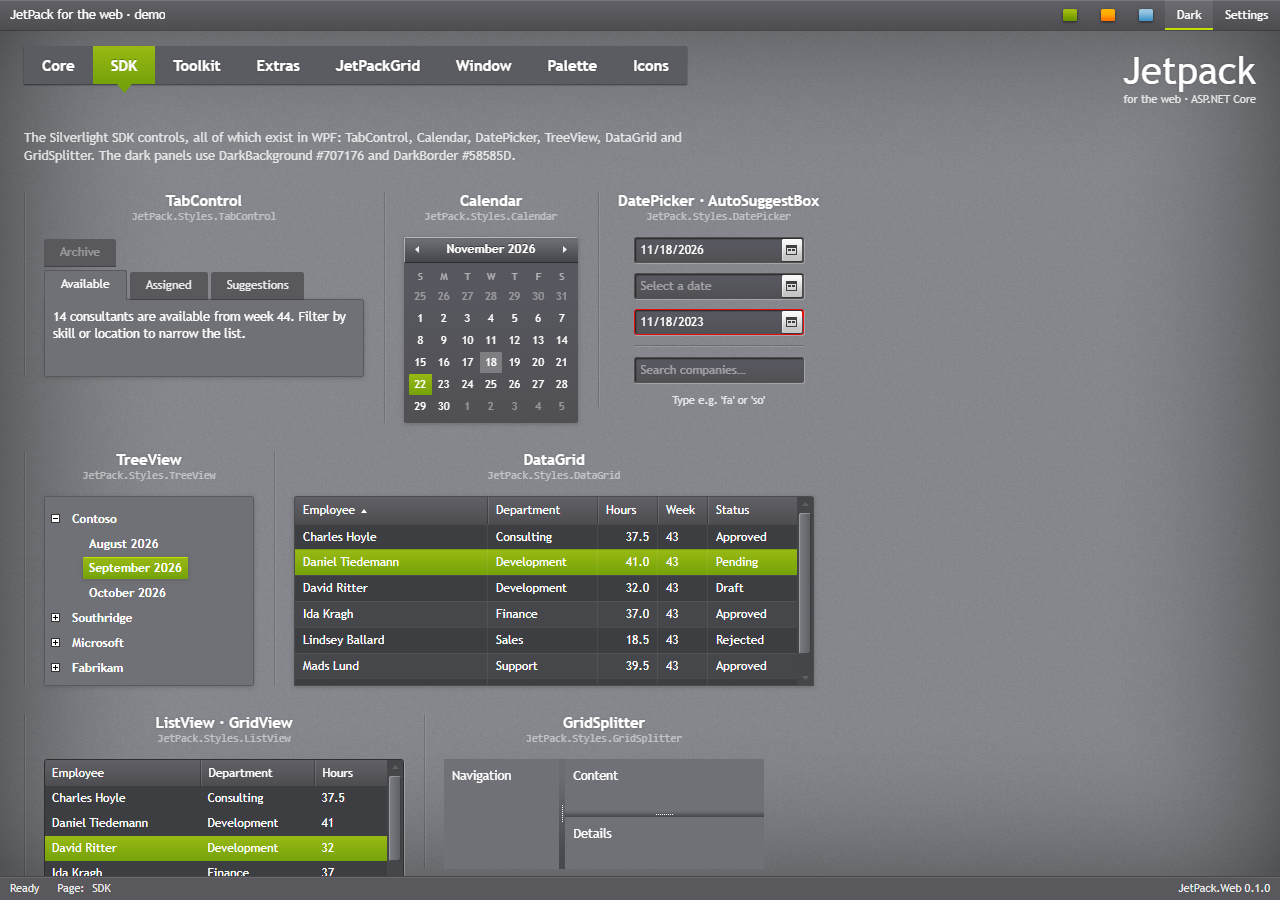 JetPack for the web · demo
Dark Settings
Core SDK Toolkit Extras JetPackGrid Window Palette Icons
Jetpack
for the web · ASP.NET Core
The Silverlight SDK controls, all of which exist in WPF: TabControl, Calendar, DatePicker, TreeView, DataGrid and
GridSplitter. The dark panels use DarkBackground #707176 and DarkBorder #58585D.
TabControl
JetPack.Styles.TabControl
Archive
Available Assigned Suggestions
14 consultants are available from week 44. Filter by
skill or location to narrow the list.
Calendar
JetPack.Styles.Calendar
November 2026
S M T W T F S
25 26 27 28 29 30 31
1 2 3 4 5 6 7
8 9 10 11 12 13 14
15 16 17 18 19 20 21
22 23 24 25 26 27 28
29 30 1 2 3 4 5
DatePicker · AutoSuggestBox
JetPack.Styles.DatePicker
11/18/2026
Select a date
11/18/2023
Search companies...
Type e.g. 'fa' or 'so'
TreeView
JetPack.Styles.TreeView
Contoso
August 2026
September 2026
October 2026
Southridge
Microsoft
Fabrikam
DataGrid
JetPack.Styles.DataGrid
Employee Department Hours Week Status
Charles Hoyle Consulting 37.5 43 Approved
Daniel Tiedemann Development 41.0 43 Pending
David Ritter Development 32.0 43 Draft
Ida Kragh Finance 37.0 43 Approved
Lindsey Ballard Sales 18.5 43 Rejected
Mads Lund Support 39.5 43 Approved
ListView · GridView
JetPack.Styles.ListView
Employee Department Hours
Charles Hoyle Consulting 37.5
Daniel Tiedemann Development 41
David Ritter Development 32
Ida Kragh Finance 37
GridSplitter
JetPack.Styles.GridSplitter
Navigation
Content
Details
Ready Page: SDK
JetPack.Web 0.1.0